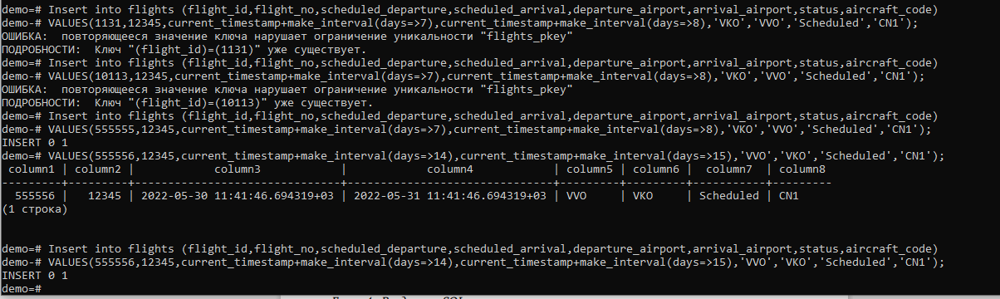 demo=# Insert into flights (flight_id,flight_no,scheduled_departure,scheduled_arrival,departure_airport,arrival_airport,status,aircraft_code)
demo-# VALUES(1131,12345,current_timestamp+make_interval(days=>7),current_timestamp+make_interval(days=>8),'VKO','VVO','Scheduled','CN1');
ОШИБКА:  повторяющееся значение ключа нарушает ограничение уникальности "flights_pkey"
ПОДРОБНОСТИ:  Ключ "(flight_id)=(1131)" уже существует.
demo=# Insert into flights (flight_id,flight_no,scheduled_departure,scheduled_arrival,departure_airport,arrival_airport,status,aircraft_code)
demo-# VALUES(10113,12345,current_timestamp+make_interval(days=>7),current_timestamp+make_interval(days=>8),'VKO','VVO','Scheduled','CN1');
ОШИБКА:  повторяющееся значение ключа нарушает ограничение уникальности "flights_pkey"
ПОДРОБНОСТИ:  Ключ "(flight_id)=(10113)" уже существует.
demo=# Insert into flights (flight_id,flight_no,scheduled_departure,scheduled_arrival,departure_airport,arrival_airport,status,aircraft_code)
demo-# VALUES(555555,12345,current_timestamp+make_interval(days=>7),current_timestamp+make_interval(days=>8),'VKO','VVO','Scheduled','CN1');
INSERT 0 1
demo=# VALUES(555556,12345,current_timestamp+make_interval(days=>14),current_timestamp+make_interval(days=>15),'VVO','VKO','Scheduled','CN1');
column1 | column2 |            column3            |            column4            | column5 | column6 |  column7  | column8
---------+---------+-------------------------------+-------------------------------+---------+---------+-----------+---------
555556 |   12345 | 2022-05-30 11:41:46.694319+03 | 2022-05-31 11:41:46.694319+03 | VVO     | VKO     | Scheduled | CN1
(1 строка)
demo=# Insert into flights (flight_id,flight_no,scheduled_departure,scheduled_arrival,departure_airport,arrival_airport,status,aircraft_code)
demo-# VALUES(555556,12345,current_timestamp+make_interval(days=>14),current_timestamp+make_interval(days=>15),'VVO','VKO','Scheduled','CN1');
INSERT 0 1
demo=#